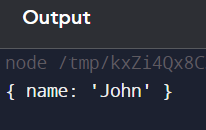 Output
node /tmp/kxZi4Qx8C
{ name: 'John' }